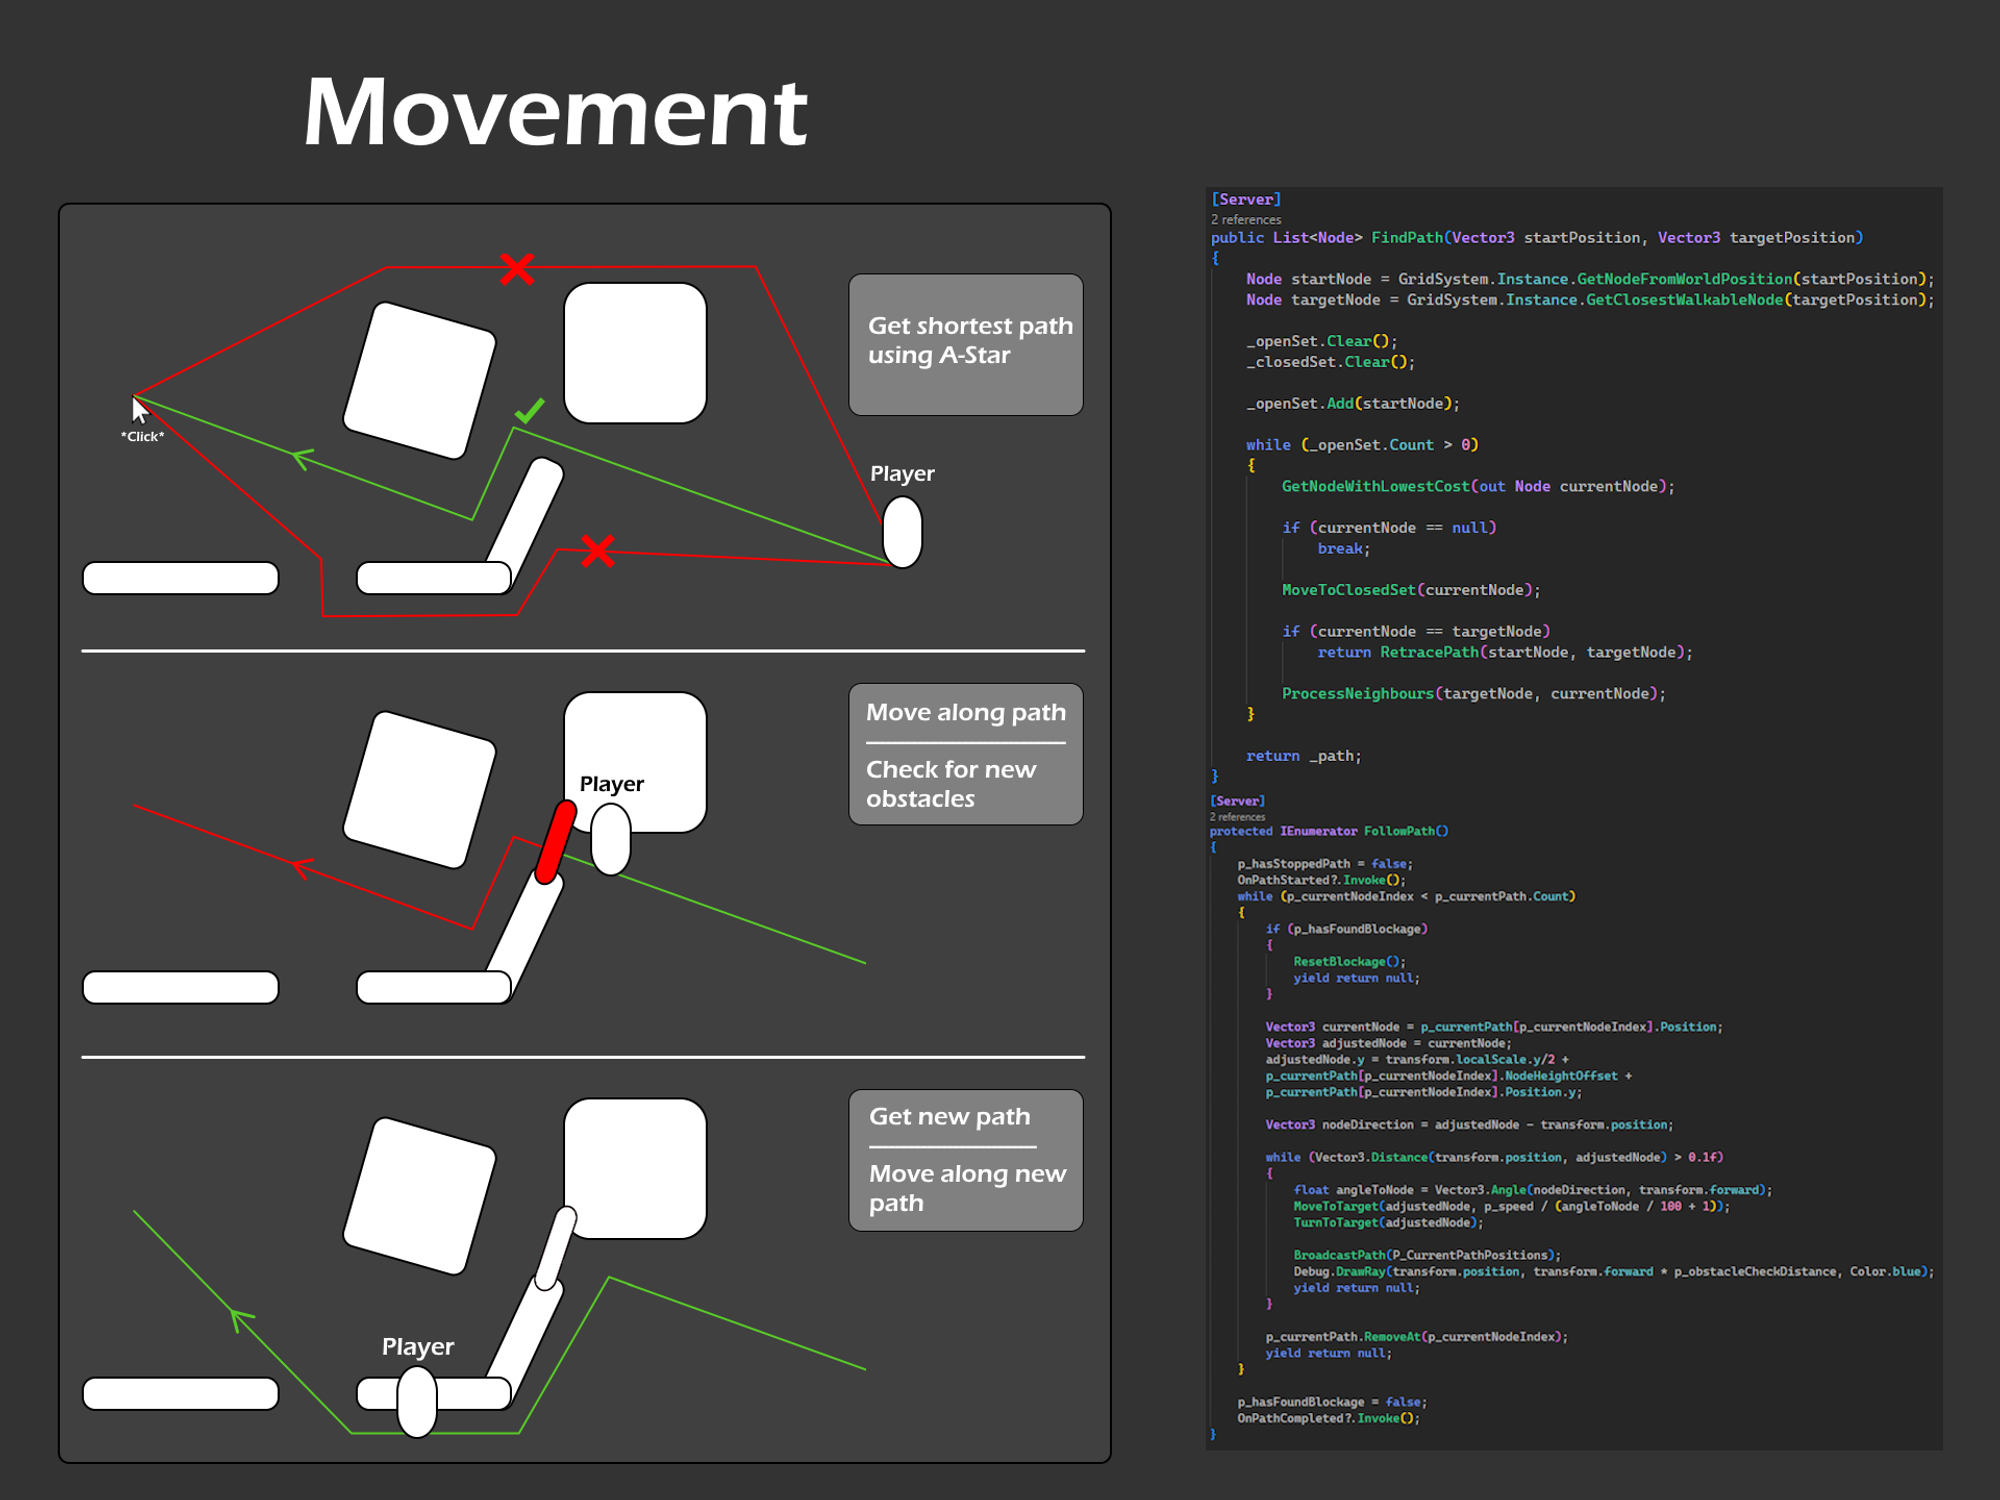 Movement
*Click*
Get shortest path
using A-Star
Player
Move along path
Check for new
obstacles
Player
Get new path
Move along new
path
Player
[Server]
2 references
public List<Node> FindPath(Vector3 startPosition, Vector3 targetPosition)
{
Node startNode = GridSystem.Instance.GetNodeFromWorldPosition(startPosition);
Node targetNode = GridSystem.Instance.GetClosestWalkableNode(targetPosition);
_openSet.Clear();
_closedSet.Clear();
_openSet.Add(startNode);
while (_openSet.Count > 0)
{
GetNodeWithLowestCost(out Node currentNode);
if (currentNode == null)
break;
MoveToClosedSet(currentNode);
if (currentNode == targetNode)
return RetracePath(startNode, targetNode);
ProcessNeighbours(targetNode, currentNode);
}
return _path;
}
[Server]
2 references
protected IEnumerator FollowPath()
{
p_hasStoppedPath = false;
OnPathStarted?.Invoke();
while (p_currentNodeIndex < p_currentPath.Count)
{
if (p_hasFoundBlockage)
{
ResetBlockage();
yield return null;
}
Vector3 currentNode = p_currentPath[p_currentNodeIndex].Position;
Vector3 adjustedNode = currentNode;
adjustedNode.y = transform.localScale.y/2 +
p_currentPath[p_currentNodeIndex].NodeHeightOffset +
p_currentPath[p_currentNodeIndex].Position.y;
Vector3 nodeDirection = adjustedNode - transform.position;
while (Vector3.Distance(transform.position, adjustedNode) > 0.1f)
{
float angleToNode = Vector3.Angle(nodeDirection, transform.forward);
MoveToTarget(adjustedNode, p_speed / (angleToNode / 100 + 1));
TurnToTarget(adjustedNode);
BroadcastPath(P_CurrentPathPositions);
Debug.DrawRay(transform.position, transform.forward * p_obstacleCheckDistance, Color.blue);
yield return null;
}
p_currentPath.RemoveAt(p_currentNodeIndex);
yield return null;
}
p_hasFoundBlockage = false;
OnPathCompleted?.Invoke();
}